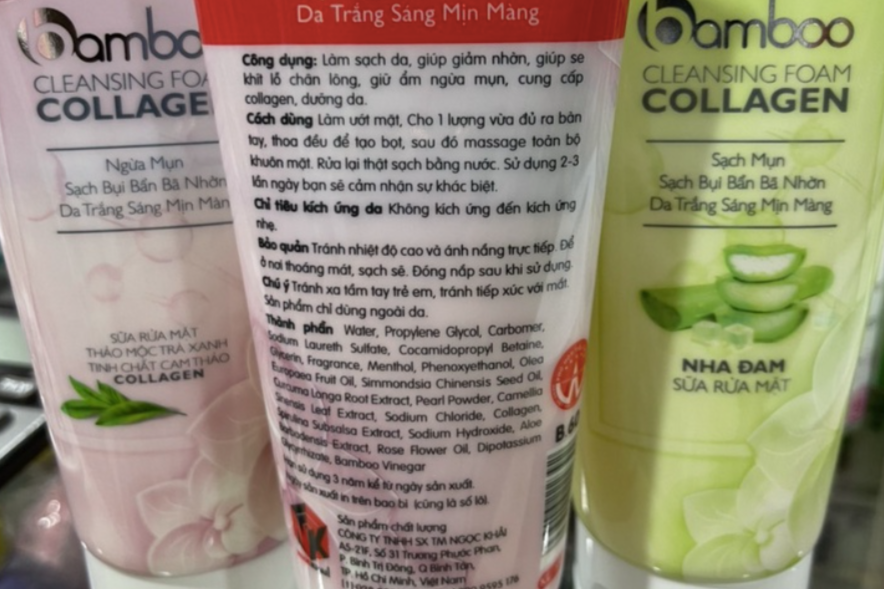 bamboo
CLEANSING FOAM
COLLAGEN
Ngừa Mụn
Sạch Bụi Bẩn Bã Nhờn
Da Trắng Sáng Mịn Màng
SỮA RỬA MẶT
THẢO MỘC TRÀ XANH
TINH CHẤT CAM THẢO
COLLAGEN
Da Trắng Sáng Mịn Màng
Công dụng: Làm sạch da, giúp giảm nhờn, giúp se
khít lỗ chân lông, giữ ẩm ngừa mụn, cung cấp
collagen, dưỡng da.
Cách dùng Làm ướt mặt, Cho 1 lượng vừa đủ ra bàn
tay, thoa đều để tạo bọt, sau đó massage toàn bộ
khuôn mặt. Rửa lại thật sạch bằng nước. Sử dụng 2-3
lần ngày bạn sẽ cảm nhận sự khác biệt.
Chỉ tiêu kích ứng da Không kích ứng đến kích ứng
nhẹ.
Bảo quản Tránh nhiệt độ cao và ánh nắng trực tiếp. Để
ở nơi thoáng mát, sạch sẽ. Đóng nắp sau khi sử dụng.
Chú ý Tránh xa tầm tay trẻ em, tránh tiếp xúc với mắt.
Sản phẩm chỉ dùng ngoài da.
Thành phần Water, Propylene Glycol, Carbomer,
Sodium Laureth Sulfate, Cocamidopropyl Betaine,
Glycerin, Fragrance, Menthol, Phenoxyethanol, Olea
Europaea Fruit Oil, Simmondsia Chinensis Seed Oil,
Curcuma Longa Root Extract, Pearl Powder, Camellia
Sinensis Leaf Extract, Sodium Chloride, Collagen,
Spirulina Subsalsa Extract, Sodium Hydroxide, Aloe
Barbadensis Extract, Rose Flower Oil, Dipotassium
Glycyrrhizate, Bamboo Vinegar
Hạn sử dụng 3 năm kể từ ngày sản xuất.
Ngày sản xuất in trên bao bì (cũng là số lô).
Sản phẩm chất lượng
CÔNG TY TNHH SX TM NGỌC KHẢI
A5-21F, Số 31 Trương Phước Phan,
P. Bình Trị Đông, Q Bình Tân,
TP. Hồ Chí Minh, Việt Nam
bamboo
CLEANSING FOAM
COLLAGEN
Sạch Mụn
Sạch Bụi Bẩn Bã Nhờn
Da Trắng Sáng Mịn Màng
NHA ĐAM
SỮA RỬA MẶT